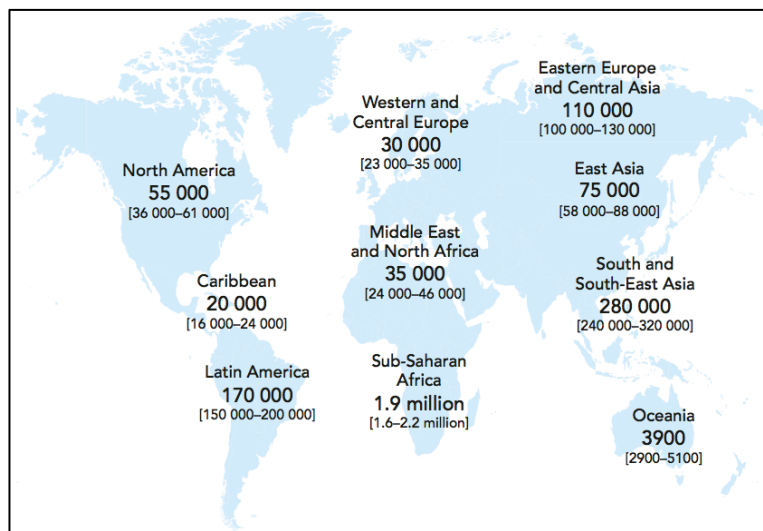 Eastern Europe
and Central Asia
110 000
[100 000–130 000]
Western and
Central Europe
30 000
[23 000–35 000]
North America
55 000
[36 000–61 000]
East Asia
75 000
[58 000–88 000]
Middle East
and North Africa
35 000
[24 000–46 000]
South and
South-East Asia
280 000
[240 000–320 000]
Caribbean
20 000
[16 000–24 000]
Latin America
170 000
[150 000–200 000]
Sub-Saharan
Africa
1.9 million
[1.6–2.2 million]
Oceania
3900
[2900–5100]